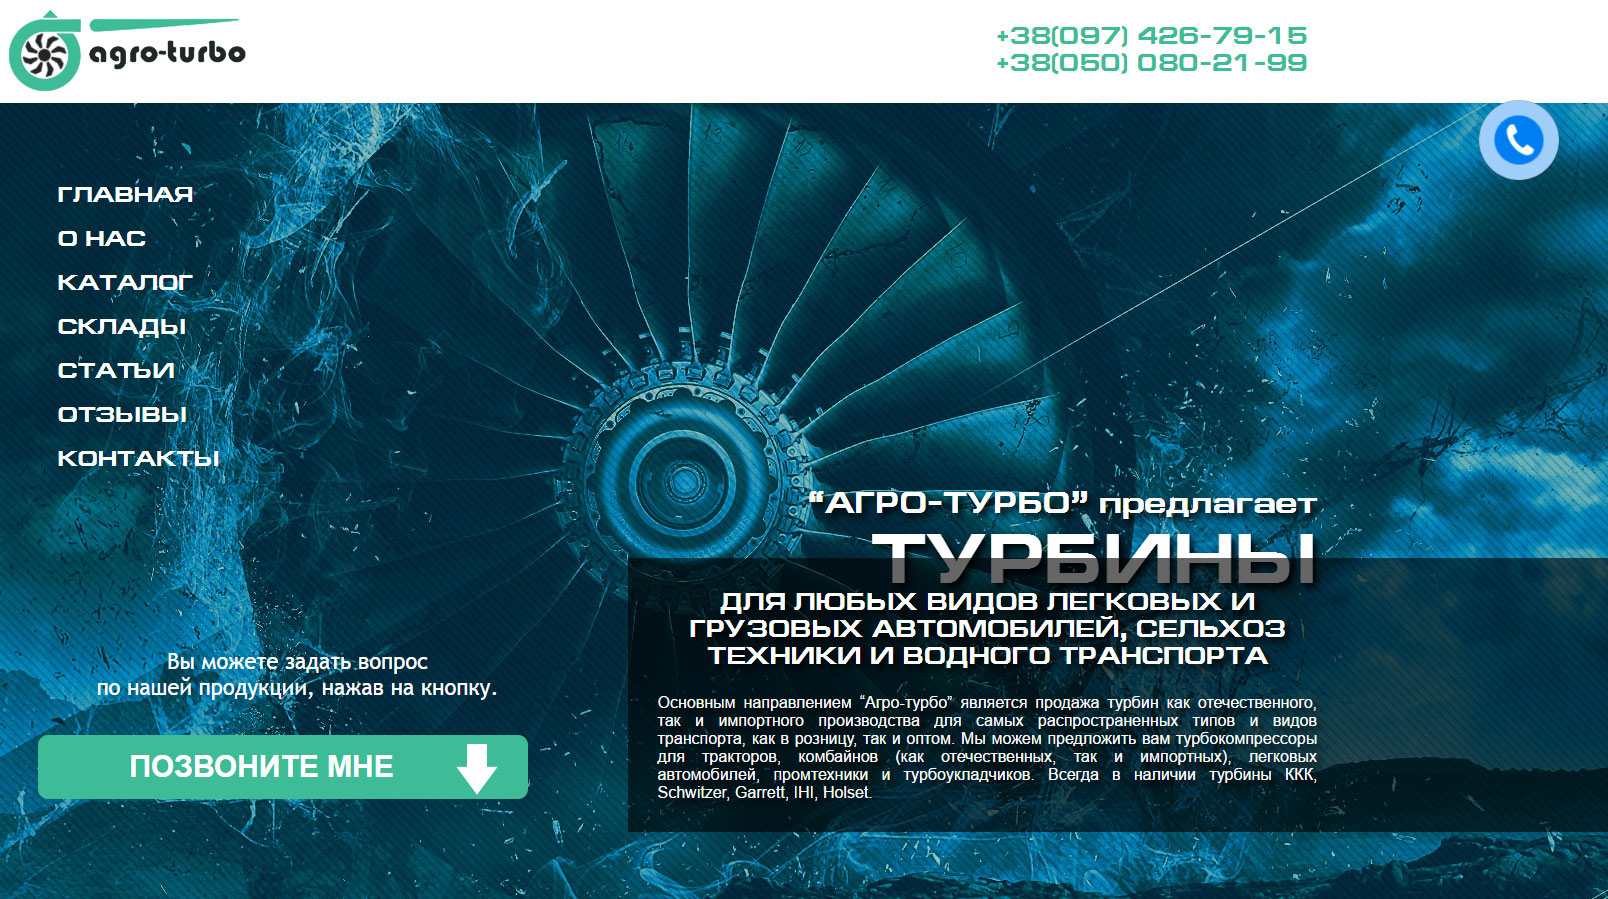 agro-turbo
+38(097) 426-79-15
+38(050) 080-21-99
ГЛАВНАЯ
О НАС
КАТАЛОГ
СКЛАДЫ
СТАТЬИ
ОТЗЫВЫ
КОНТАКТЫ
“АГРО-ТУРБО” предлагает
ТУРБИНЫ
ДЛЯ ЛЮБЫХ ВИДОВ ЛЕГКОВЫХ И
ГРУЗОВЫХ АВТОМОБИЛЕЙ, СЕЛЬХОЗ
ТЕХНИКИ И ВОДНОГО ТРАНСПОРТА
Вы можете задать вопрос
по нашей продукции, нажав на кнопку.
ПОЗВОНИТЕ МНЕ
Основным направлением “Агро-турбо” является продажа турбин как отечественного,
так и импортного производства для самых распространенных типов и видов
транспорта, как в розницу, так и оптом. Мы можем предложить вам турбокомпрессоры
для тракторов, комбайнов (как отечественных, так и импортных), легковых
автомобилей, промтехники и турбоукладчиков. Всегда в наличии турбины ККК,
Schwitzer, Garrett, IHI, Holset.